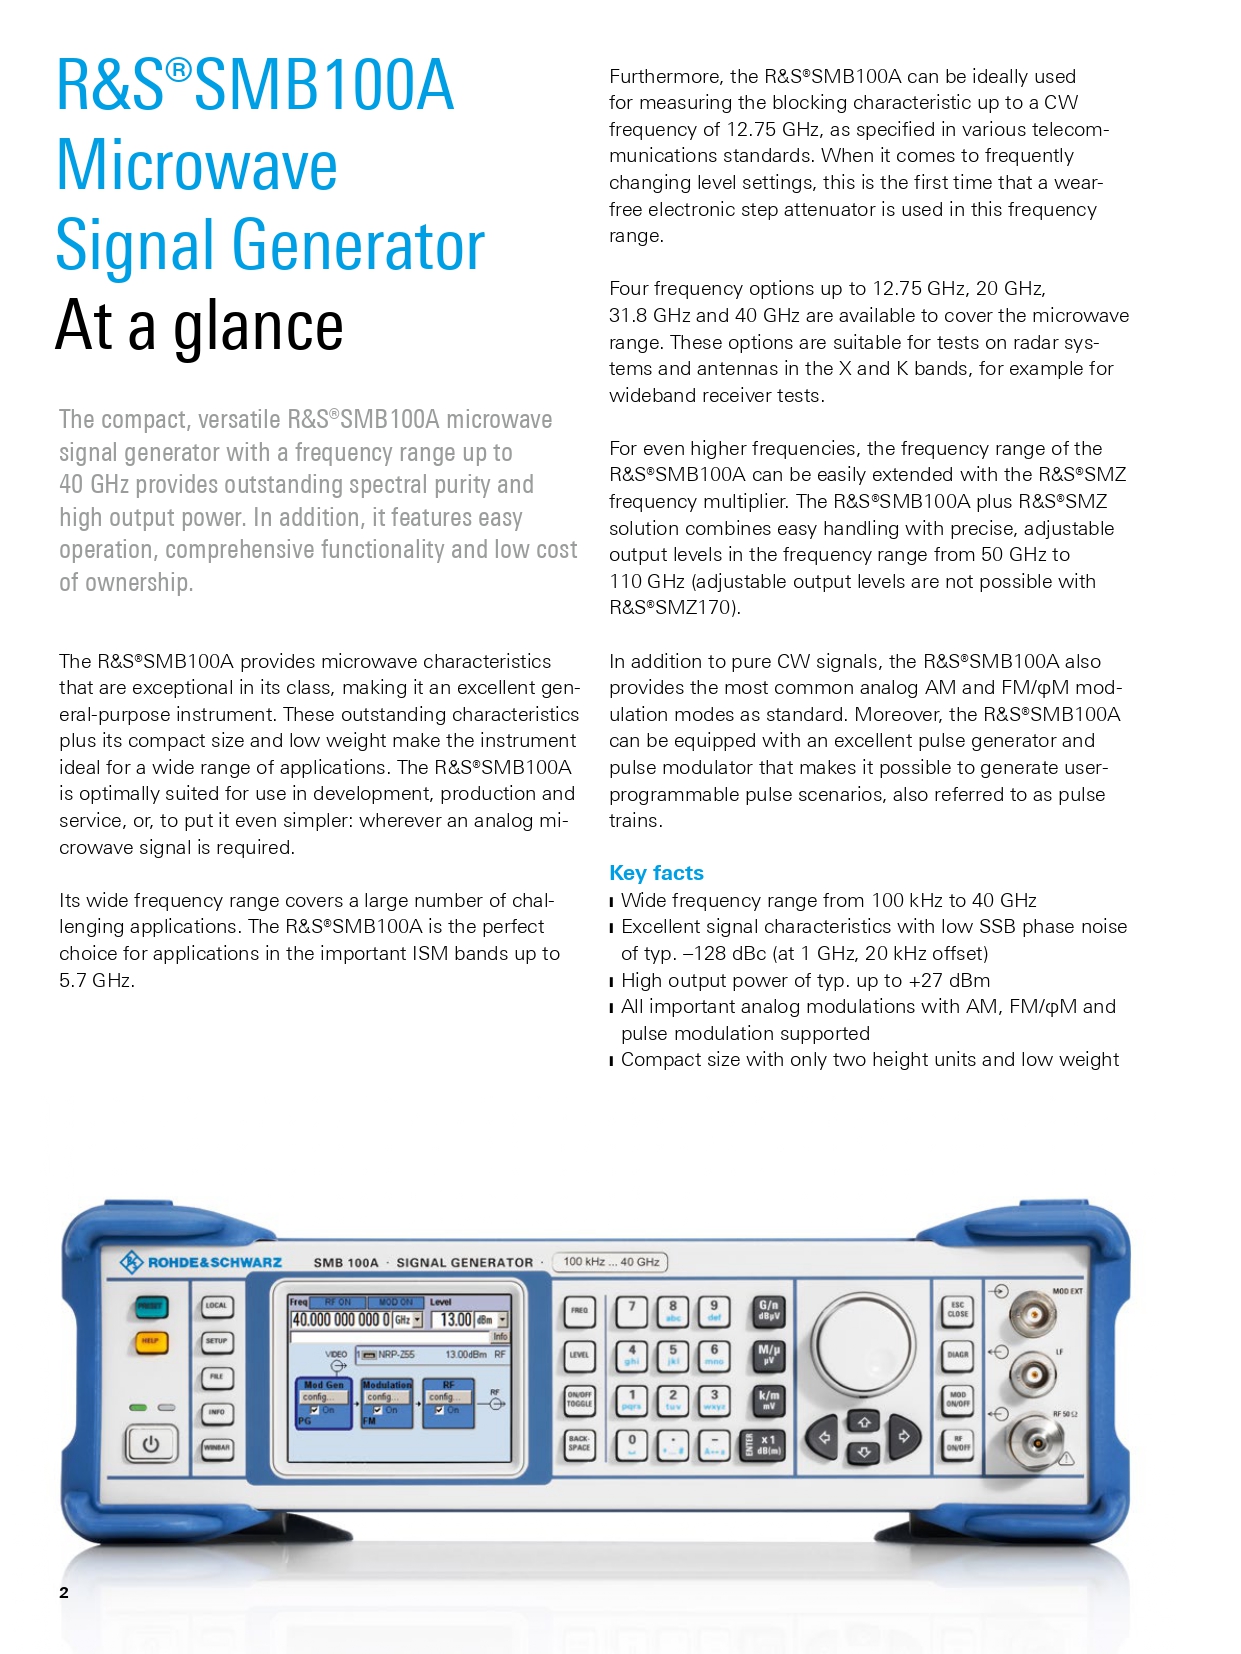 R&S®SMB100A
Microwave
Signal Generator
At a glance
The compact, versatile R&S®SMB100A microwave
signal generator with a frequency range up to
40 GHz provides outstanding spectral purity and
high output power. In addition, it features easy
operation, comprehensive functionality and low cost
of ownership.
The R&S®SMB100A provides microwave characteristics
that are exceptional in its class, making it an excellent gen-
eral-purpose instrument. These outstanding characteristics
plus its compact size and low weight make the instrument
ideal for a wide range of applications. The R&S®SMB100A
is optimally suited for use in development, production and
service, or, to put it even simpler: wherever an analog mi-
crowave signal is required.
Its wide frequency range covers a large number of chal-
lenging applications. The R&S®SMB100A is the perfect
choice for applications in the important ISM bands up to
5.7 GHz.
Furthermore, the R&S®SMB100A can be ideally used
for measuring the blocking characteristic up to a CW
frequency of 12.75 GHz, as specified in various telecom-
munications standards. When it comes to frequently
changing level settings, this is the first time that a wear-
free electronic step attenuator is used in this frequency
range.
Four frequency options up to 12.75 GHz, 20 GHz,
31.8 GHz and 40 GHz are available to cover the microwave
range. These options are suitable for tests on radar sys-
tems and antennas in the X and K bands, for example for
wideband receiver tests.
For even higher frequencies, the frequency range of the
R&S®SMB100A can be easily extended with the R&S®SMZ
frequency multiplier. The R&S®SMB100A plus R&S®SMZ
solution combines easy handling with precise, adjustable
output levels in the frequency range from 50 GHz to
110 GHz (adjustable output levels are not possible with
R&S®SMZ170).
In addition to pure CW signals, the R&S®SMB100A also
provides the most common analog AM and FM/φM mod-
ulation modes as standard. Moreover, the R&S®SMB100A
can be equipped with an excellent pulse generator and
pulse modulator that makes it possible to generate user-
programmable pulse scenarios, also referred to as pulse
trains.
Key facts
Wide frequency range from 100 kHz to 40 GHz
Excellent signal characteristics with low SSB phase noise
of typ. –128 dBc (at 1 GHz, 20 kHz offset)
High output power of typ. up to +27 dBm
All important analog modulations with AM, FM/φM and
pulse modulation supported
Compact size with only two height units and low weight
ROHDE&SCHWARZ
SMB 100A · SIGNAL GENERATOR ·
100 kHz ... 40 GHz
PRESET
HELP
LOCAL
SETUP
FILE
INFO
WINBAR
Freq RF ON MOD ON Level
40.000 000 000 0 GHz 13.00 dBm
Info
VIDEO 1 NRP-Z55 13.00dBm RF
Mod Gen Modulation RF
config... config... config...
On On On
PG FM
RF
FREQ 7 8 abc 9 def G/n dBµV
LEVEL 4 ghi 5 jkl 6 mno M/µ µV
ON/OFF TOGGLE 1 pqrs 2 tuv 3 wxyz k/m mV
BACK-SPACE 0 . *...# – A↔a ENTER x 1 dB(m)
ESC CLOSE
DIAGR
MOD ON/OFF
RF ON/OFF
MOD EXT
LF
RF 50 Ω
2